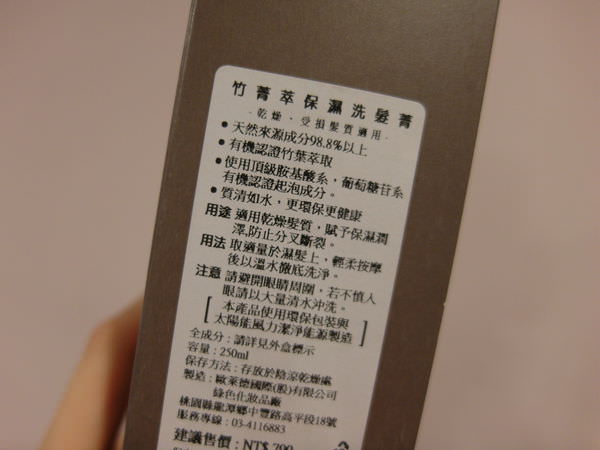 竹菁萃保濕洗髮菁
-乾燥、受損髮質適用-
•天然來源成分98.8%以上
•有機認證竹葉萃取
•使用頂級胺基酸系，葡萄糖苷系
有機認證起泡成分。
•質清如水，更環保更健康
用途 適用乾燥髮質，賦予保濕潤
澤,防止分叉斷裂。
用法 取適量於濕髮上，輕柔按摩
後以溫水徹底洗淨。
注意 請避開眼睛周圍，若不慎入
眼請以大量清水沖洗。
[本產品使用環保包裝與
太陽能風力潔淨能源製造]
全成分：請詳見外盒標示
容量：250ml
保存方法：存放於陰涼乾燥處
製造：歐萊德國際(股)有限公司
綠色化妝品廠
桃園縣龍潭鄉中豐路高平段18號
服務專線：03-4116883
建議售價：NT$